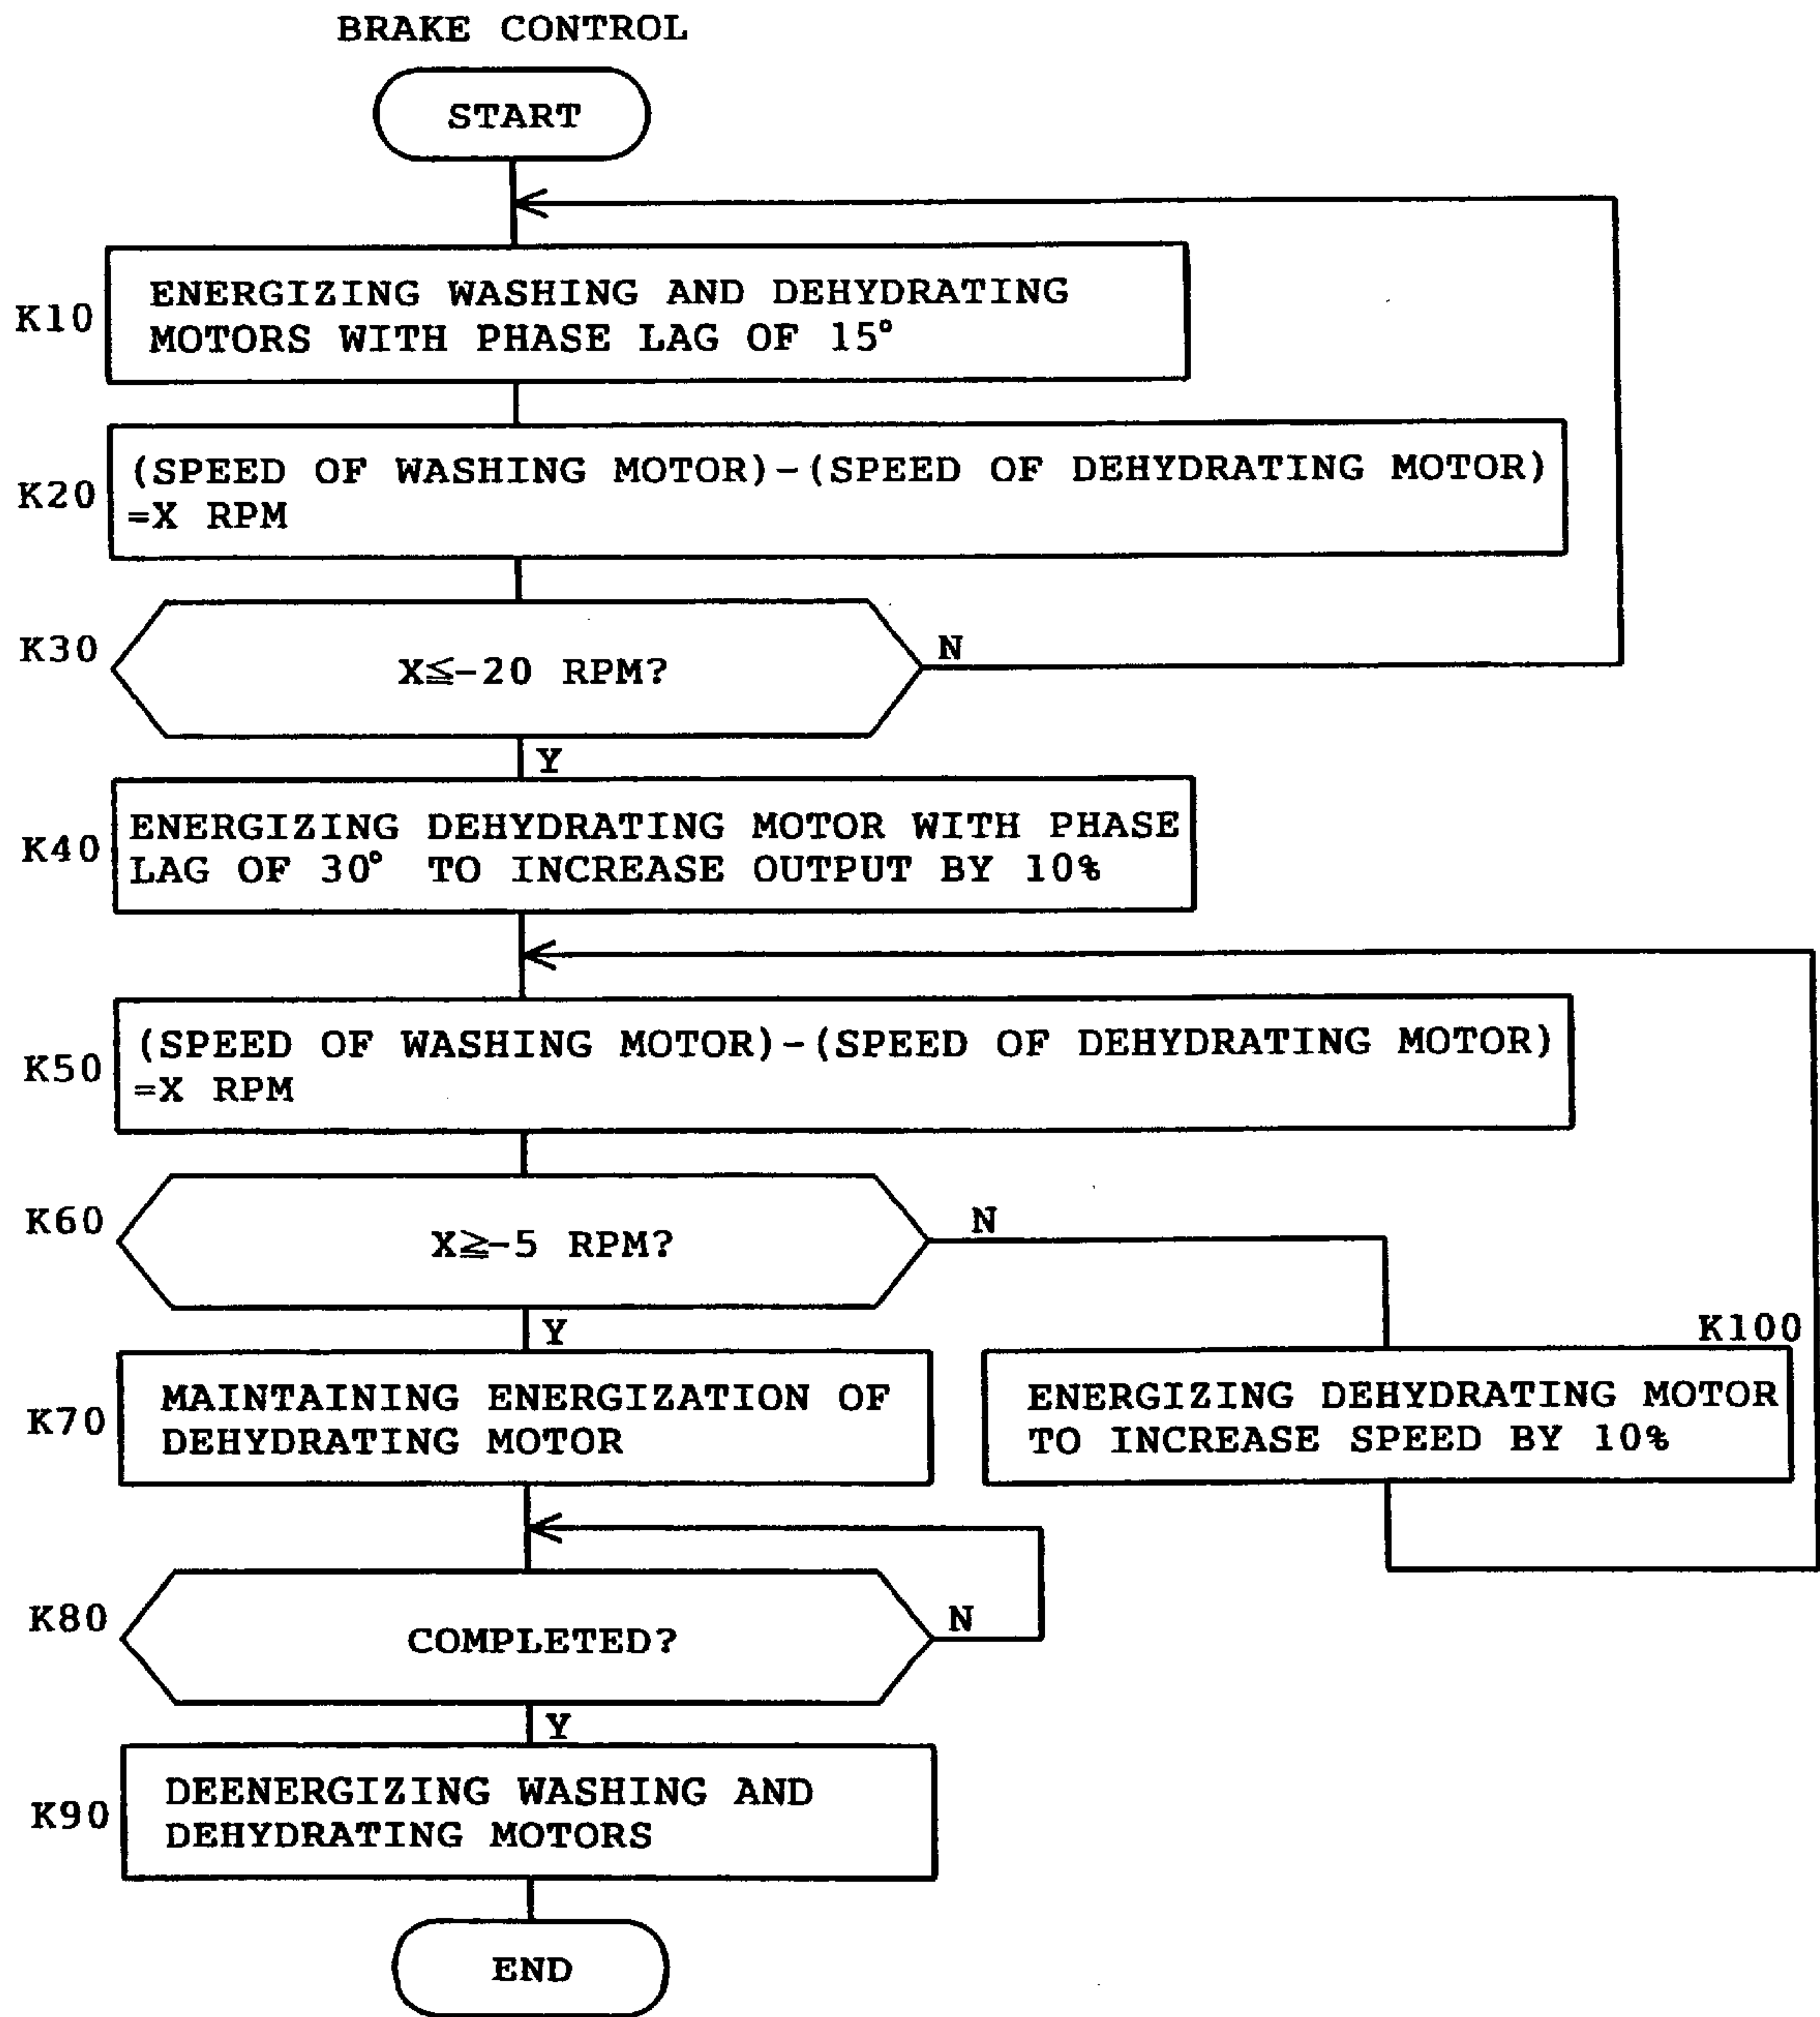 BRAKE CONTROL
START
K10
ENERGIZING WASHING AND DEHYDRATING
MOTORS WITH PHASE LAG OF 15°
K20
(SPEED OF WASHING MOTOR)-(SPEED OF DEHYDRATING MOTOR)
=X RPM
K30
X≦-20 RPM?
N
Y
K40
ENERGIZING DEHYDRATING MOTOR WITH PHASE
LAG OF 30° TO INCREASE OUTPUT BY 10%
K50
(SPEED OF WASHING MOTOR)-(SPEED OF DEHYDRATING MOTOR)
=X RPM
K60
X≧-5 RPM?
N
Y
K100
K70
MAINTAINING ENERGIZATION OF
DEHYDRATING MOTOR
ENERGIZING DEHYDRATING MOTOR
TO INCREASE SPEED BY 10%
K80
COMPLETED?
N
Y
K90
DEENERGIZING WASHING AND
DEHYDRATING MOTORS
END